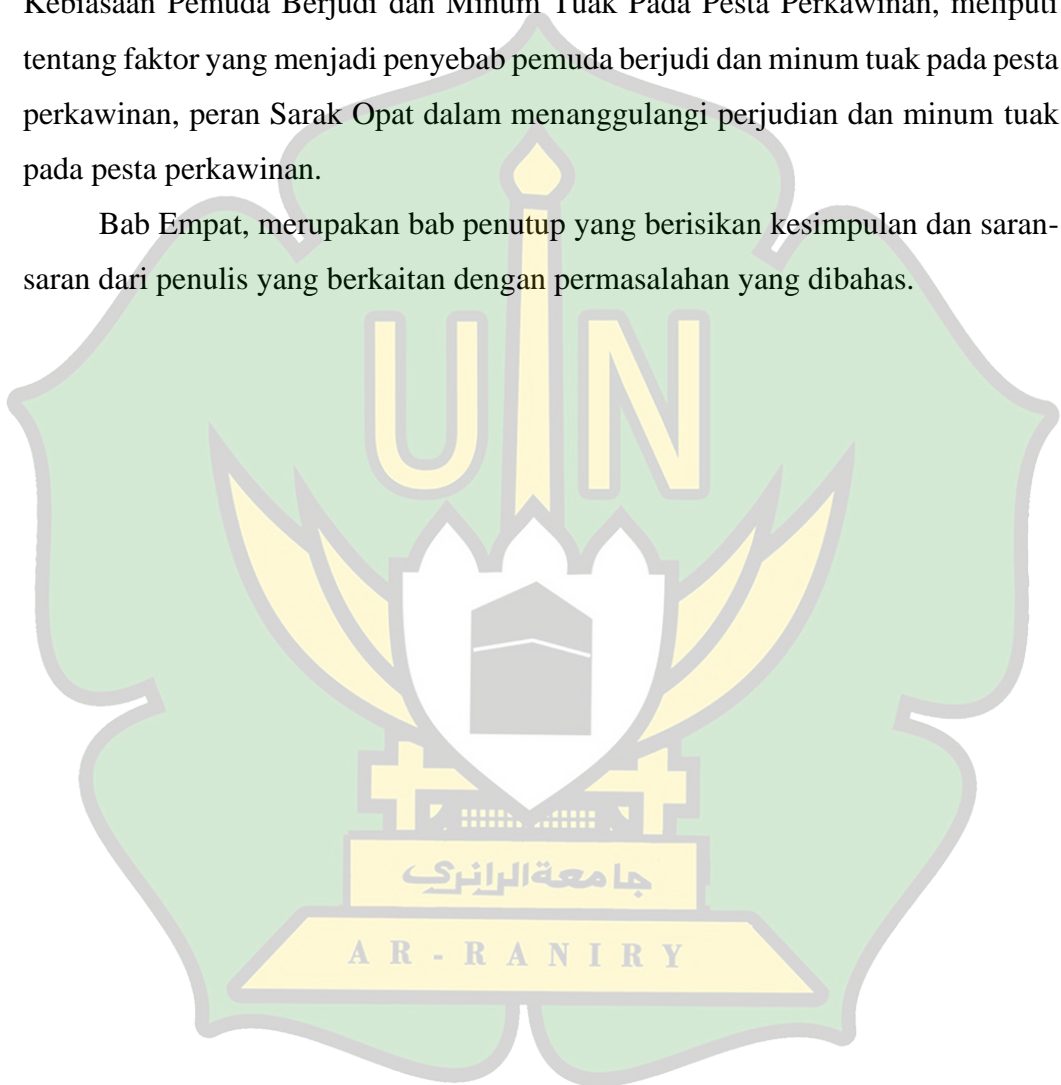 Kebiasaan Pemuda Berjudi dan Minum Tuak Pada Pesta Perkawinan, meliputi
tentang faktor yang menjadi penyebab pemuda berjudi dan minum tuak pada pesta
perkawinan, peran Sarak Opat dalam menanggulangi perjudian dan minum tuak
pada pesta perkawinan.
Bab Empat, merupakan bab penutup yang berisikan kesimpulan dan saran-
saran dari penulis yang berkaitan dengan permasalahan yang dibahas.
UIN
جامعةالرانري
AR-RANIRY